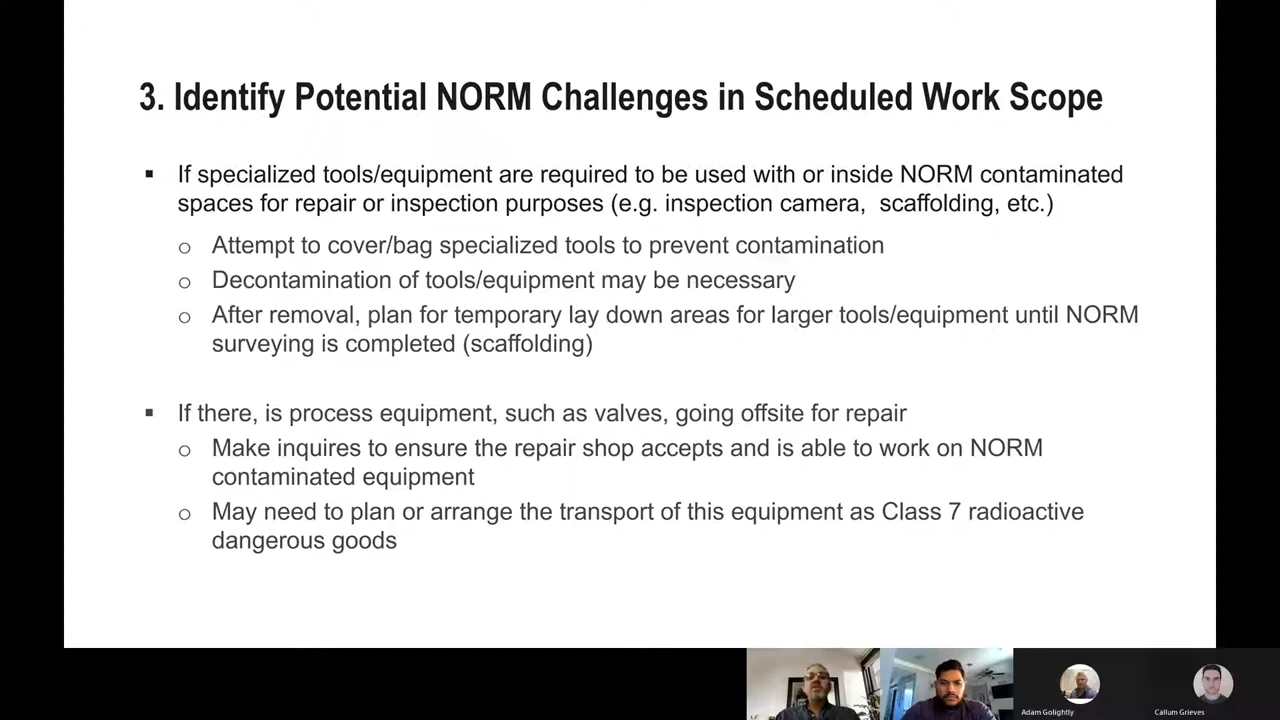 3. Identify Potential NORM Challenges in Scheduled Work Scope
▪ If specialized tools/equipment are required to be used with or inside NORM contaminated
spaces for repair or inspection purposes (e.g. inspection camera, scaffolding, etc.)
o Attempt to cover/bag specialized tools to prevent contamination
o Decontamination of tools/equipment may be necessary
o After removal, plan for temporary lay down areas for larger tools/equipment until NORM
surveying is completed (scaffolding)
▪ If there, is process equipment, such as valves, going offsite for repair
o Make inquires to ensure the repair shop accepts and is able to work on NORM
contaminated equipment
o May need to plan or arrange the transport of this equipment as Class 7 radioactive
dangerous goods
Adam Golightly
Callum Grieves